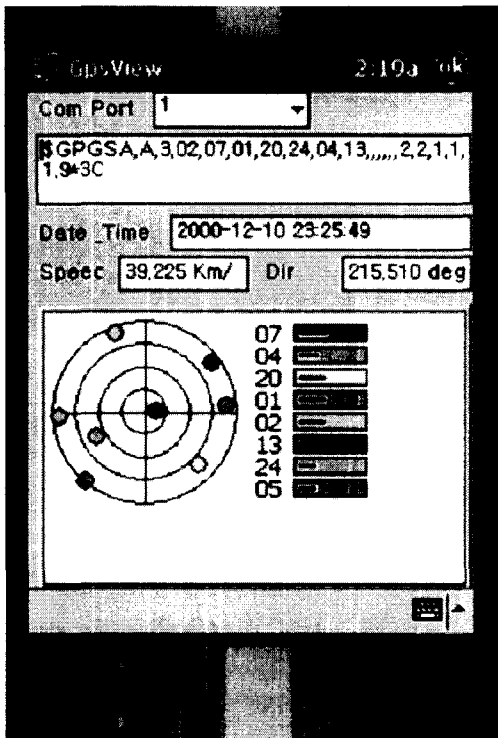 GpsView 2:19a ok
Com Port 1
$GPGSA,A,3,02,07,01,20,24,04,13,,,,,,2,2,1,1,
1,9*3C
Date_Time 2000-12-10 23:25:49
Speec 39,225 Km/ Dir 215,510 deg
07
04
20
01
02
13
24
05